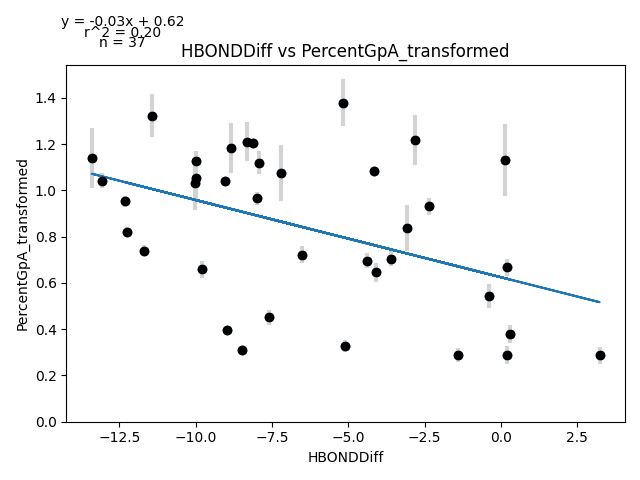 y = -0.03x + 0.62
r^2 = 0.20
n = 37
HBONDDiff vs PercentGpA_transformed
1.4
1.2
1.0
0.8
0.6
0.4
0.2
0.0
PercentGpA_transformed
−12.5 −10.0 −7.5 −5.0 −2.5 0.0 2.5
HBONDDiff